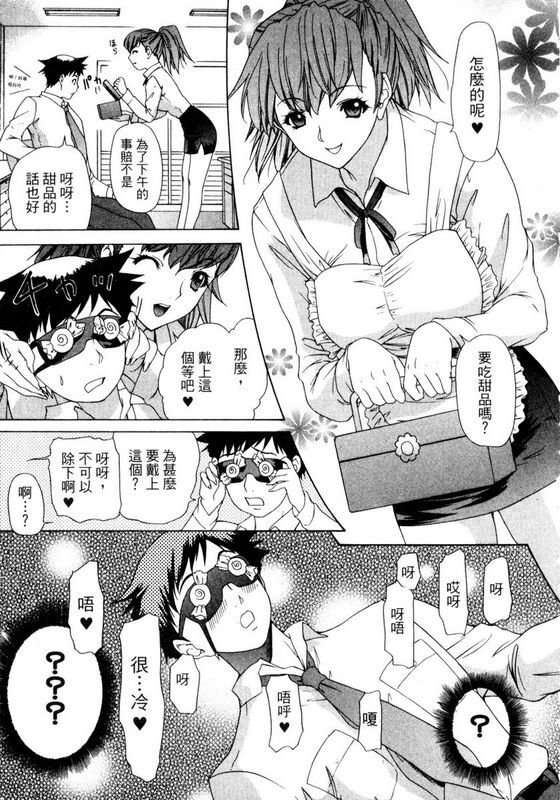 怎麼的呢♥
要吃甜品嗎?
ほら
為了下午的
事賠不是
呀呀…
甜品的
話也好
那麼,
戴上這
個等吧♥
為甚麼
要戴上
這個?
呀呀,
不可以
除下啊♥
啊…?
呀
哎呀
呀唔
呀
嗄
唔呼♥
很…冷♥
唔♥
?
???